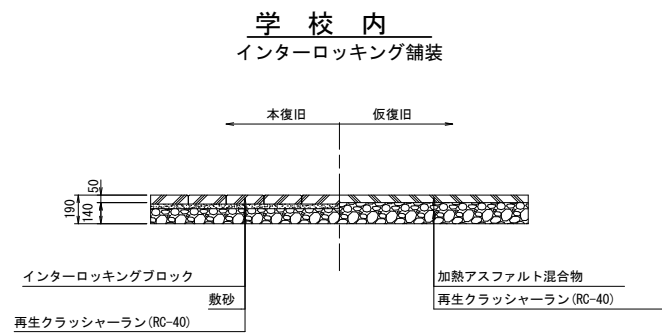 学校内
インターロッキング舗装
本復旧
仮復旧
50
190
140
インターロッキングブロック
敷砂
再生クラッシャーラン(RC-40)
加熱アスファルト混合物
再生クラッシャーラン(RC-40)